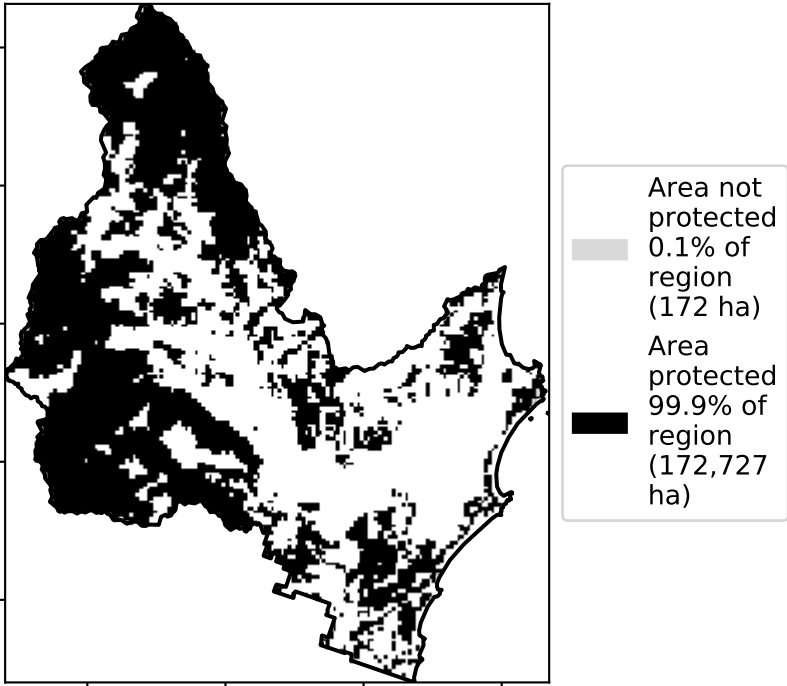 Area not
protected
0.1% of
region
(172 ha)
Area
protected
99.9% of
region
(172,727
ha)